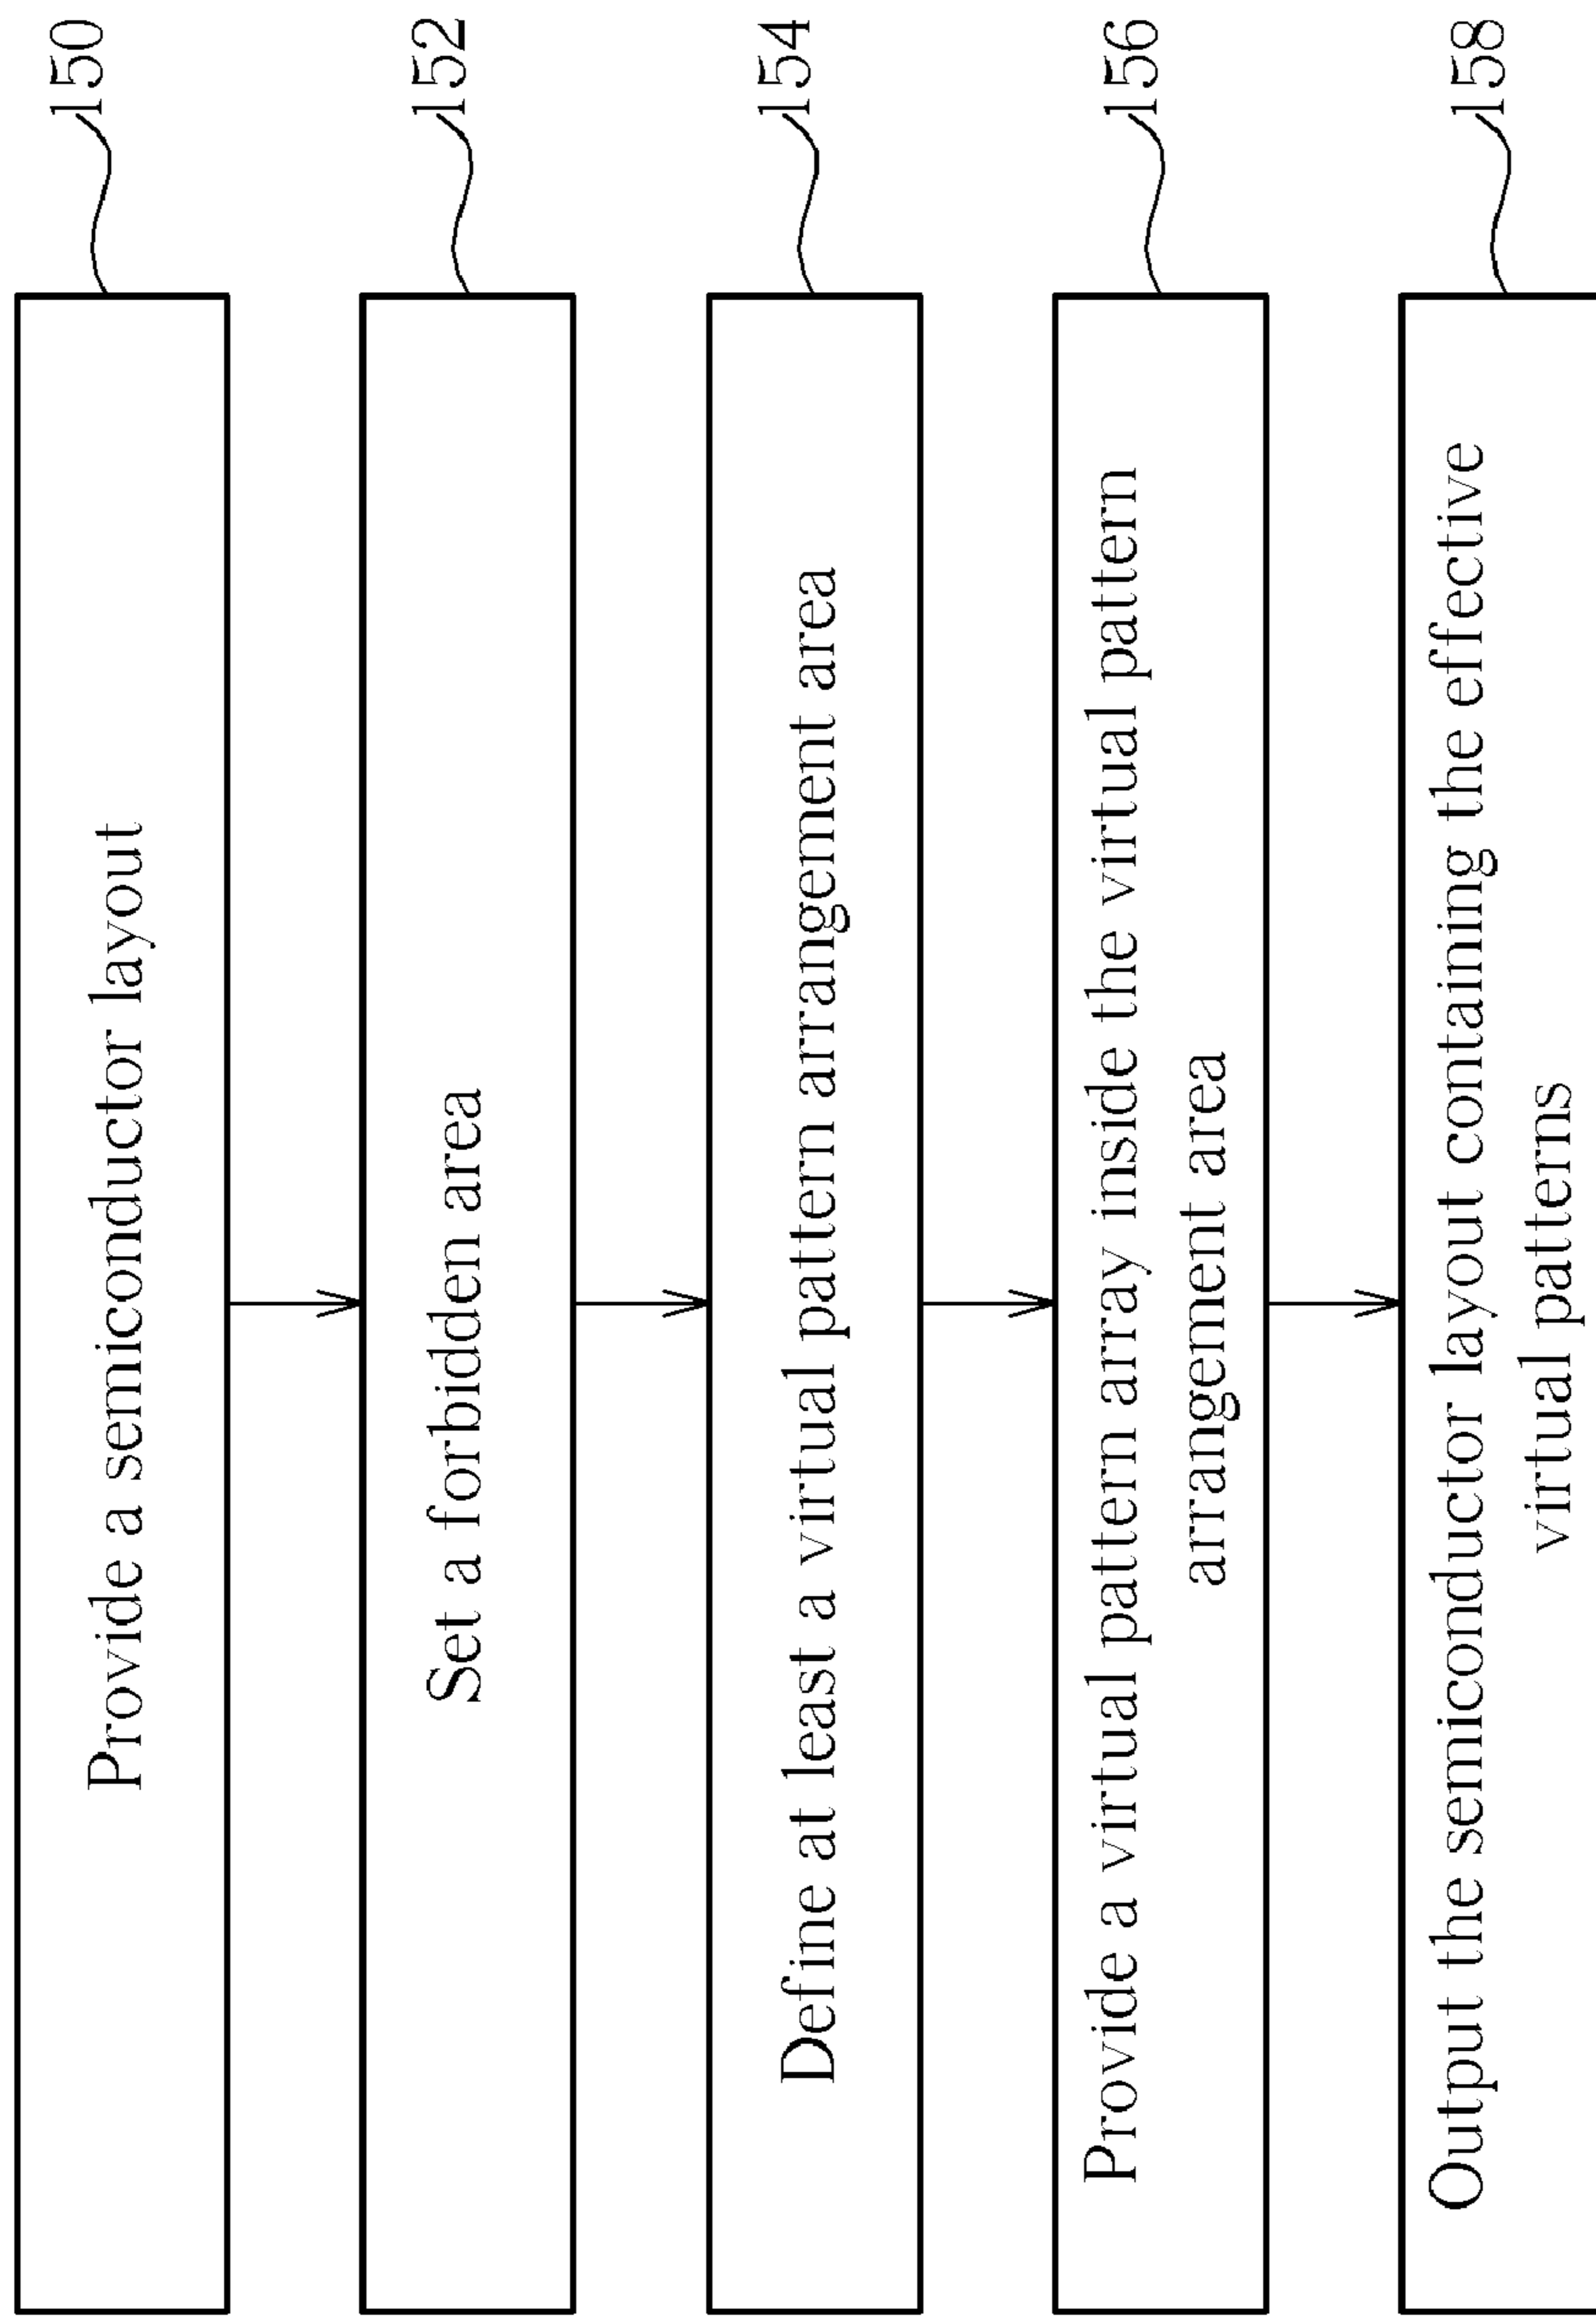 Provide a semiconductor layout
150
Set a forbidden area
152
Define at least a virtual pattern arrangement area
154
Provide a virtual pattern array inside the virtual pattern
arrangement area
156
Output the semiconductor layout containing the effective
virtual patterns
158